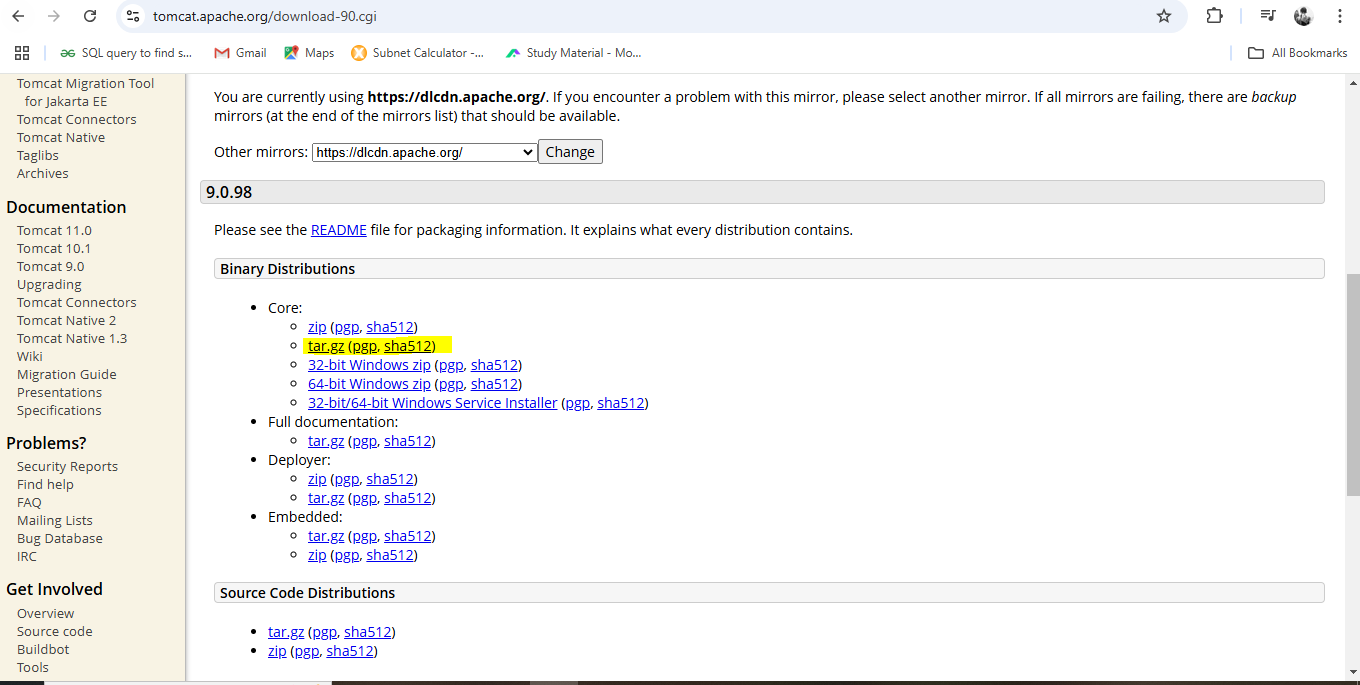 tomcat.apache.org/download-90.cgi
SQL query to find s...
Gmail
Maps
Subnet Calculator -...
Study Material - Mo...
All Bookmarks
Tomcat Migration Tool
for Jakarta EE
Tomcat Connectors
Tomcat Native
Taglibs
Archives
Documentation
Tomcat 11.0
Tomcat 10.1
Tomcat 9.0
Upgrading
Tomcat Connectors
Tomcat Native 2
Tomcat Native 1.3
Wiki
Migration Guide
Presentations
Specifications
Problems?
Security Reports
Find help
FAQ
Mailing Lists
Bug Database
IRC
Get Involved
Overview
Source code
Buildbot
Tools
You are currently using https://dlcdn.apache.org/. If you encounter a problem with this mirror, please select another mirror. If all mirrors are failing, there are backup
mirrors (at the end of the mirrors list) that should be available.
Other mirrors: https://dlcdn.apache.org/ Change
9.0.98
Please see the README file for packaging information. It explains what every distribution contains.
Binary Distributions
Core:
zip (pgp, sha512)
tar.gz (pgp, sha512)
32-bit Windows zip (pgp, sha512)
64-bit Windows zip (pgp, sha512)
32-bit/64-bit Windows Service Installer (pgp, sha512)
Full documentation:
tar.gz (pgp, sha512)
Deployer:
zip (pgp, sha512)
tar.gz (pgp, sha512)
Embedded:
tar.gz (pgp, sha512)
zip (pgp, sha512)
Source Code Distributions
tar.gz (pgp, sha512)
zip (pgp, sha512)